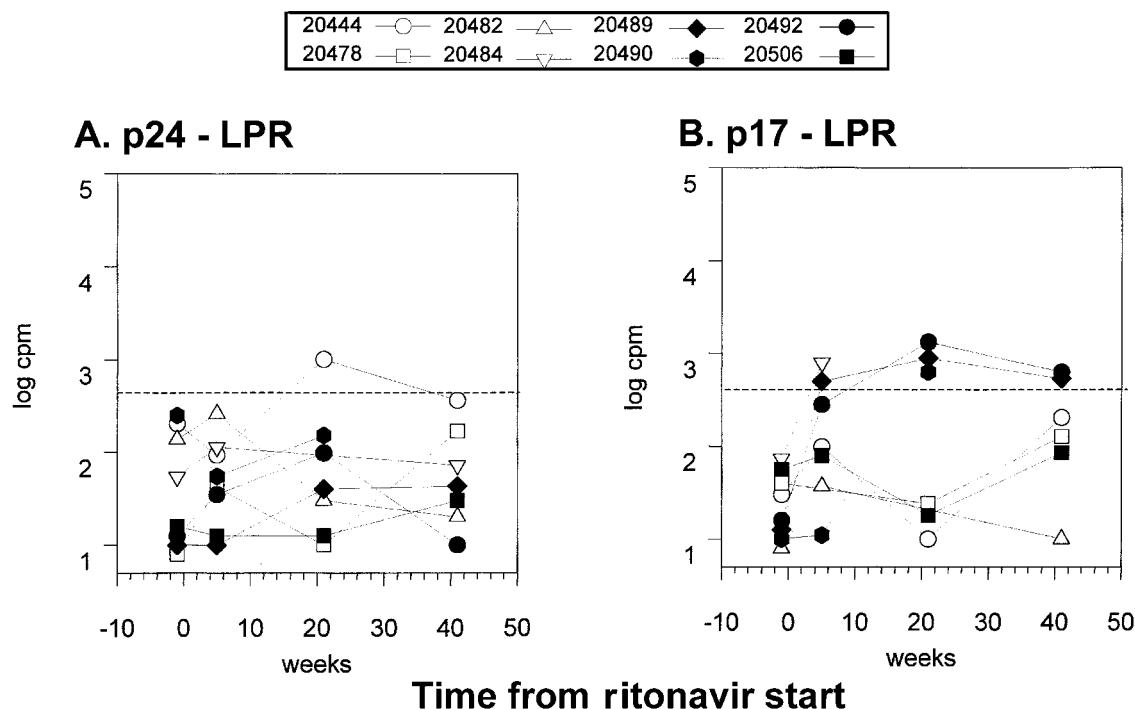 20444 20482 20489 20492
20478 20484 20490 20506
A. p24 - LPR
B. p17 - LPR
5
4
3
2
1
log cpm
-10 0 10 20 30 40 50
weeks
5
4
3
2
1
log cpm
-10 0 10 20 30 40 50
weeks
Time from ritonavir start